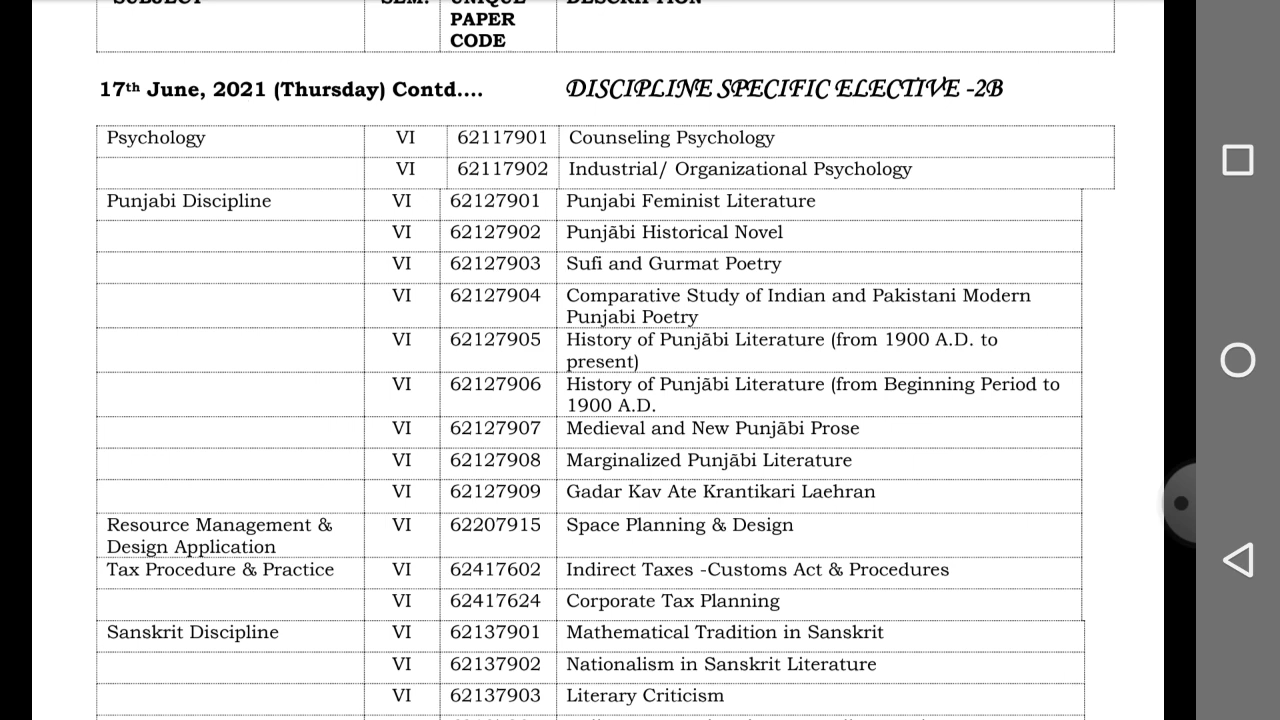 SUBJECT SEM. UNIQUE DESCRIPTION
PAPER
CODE
17th June, 2021 (Thursday) Contd.... DISCIPLINE SPECIFIC ELECTIVE -2B
Psychology VI 62117901 Counseling Psychology
VI 62117902 Industrial/ Organizational Psychology
Punjabi Discipline VI 62127901 Punjabi Feminist Literature
VI 62127902 Punjābi Historical Novel
VI 62127903 Sufi and Gurmat Poetry
VI 62127904 Comparative Study of Indian and Pakistani Modern
Punjabi Poetry
VI 62127905 History of Punjābi Literature (from 1900 A.D. to
present)
VI 62127906 History of Punjābi Literature (from Beginning Period to
1900 A.D.
VI 62127907 Medieval and New Punjābi Prose
VI 62127908 Marginalized Punjābi Literature
VI 62127909 Gadar Kav Ate Krantikari Laehran
Resource Management & VI 62207915 Space Planning & Design
Design Application
Tax Procedure & Practice VI 62417602 Indirect Taxes -Customs Act & Procedures
VI 62417624 Corporate Tax Planning
Sanskrit Discipline VI 62137901 Mathematical Tradition in Sanskrit
VI 62137902 Nationalism in Sanskrit Literature
VI 62137903 Literary Criticism